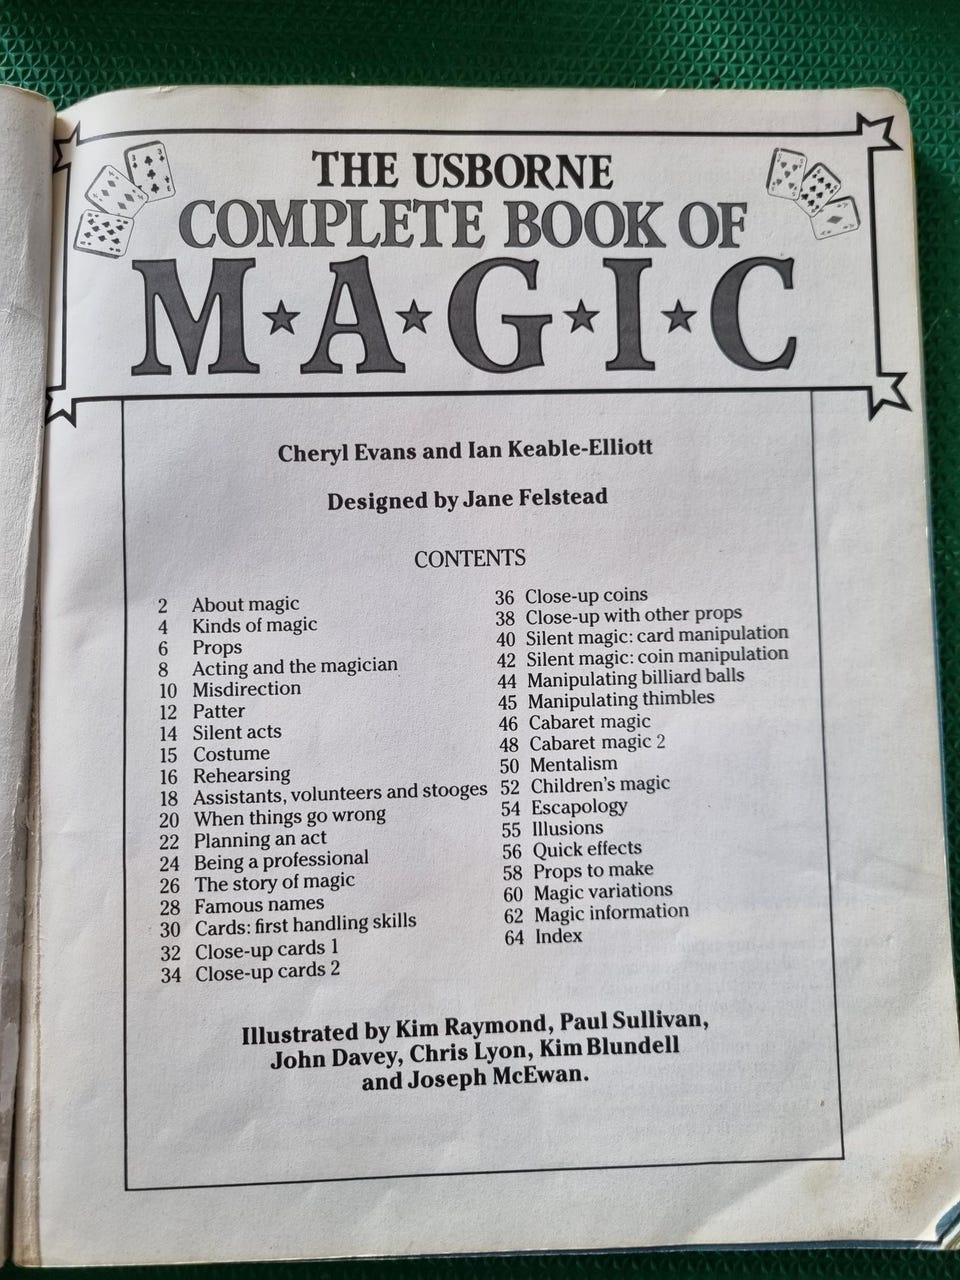 THE USBORNE
COMPLETE BOOK OF
M★A★G★I★C
Cheryl Evans and Ian Keable-Elliott
Designed by Jane Felstead
CONTENTS
2 About magic
4 Kinds of magic
6 Props
8 Acting and the magician
10 Misdirection
12 Patter
14 Silent acts
15 Costume
16 Rehearsing
18 Assistants, volunteers and stooges
20 When things go wrong
22 Planning an act
24 Being a professional
26 The story of magic
28 Famous names
30 Cards: first handling skills
32 Close-up cards 1
34 Close-up cards 2
36 Close-up coins
38 Close-up with other props
40 Silent magic: card manipulation
42 Silent magic: coin manipulation
44 Manipulating billiard balls
45 Manipulating thimbles
46 Cabaret magic
48 Cabaret magic 2
50 Mentalism
52 Children's magic
54 Escapology
55 Illusions
56 Quick effects
58 Props to make
60 Magic variations
62 Magic information
64 Index
Illustrated by Kim Raymond, Paul Sullivan,
John Davey, Chris Lyon, Kim Blundell
and Joseph McEwan.